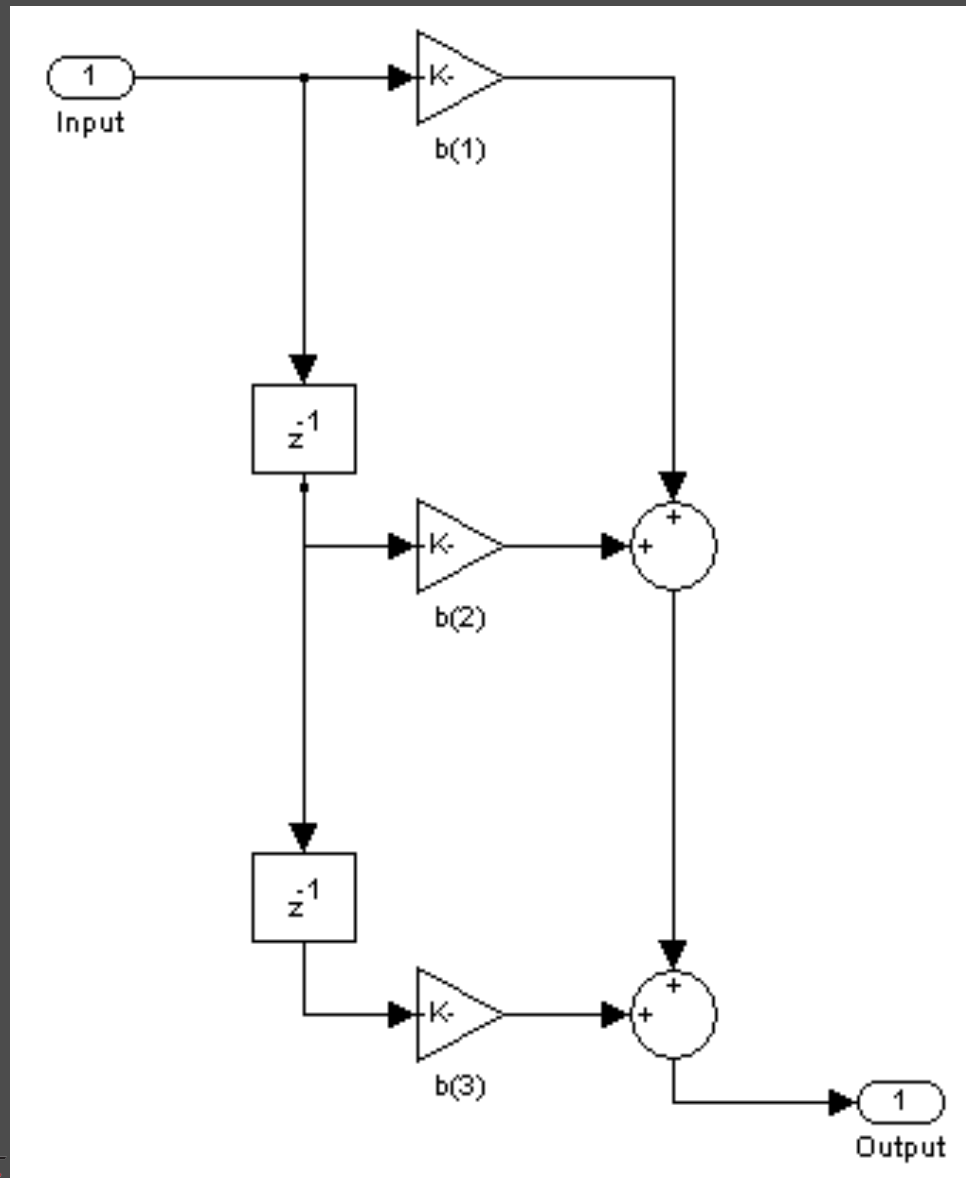 1
Input
-K-
b(1)
z-1
-K-
b(2)
+
+
z-1
-K-
b(3)
+
+
1
Output